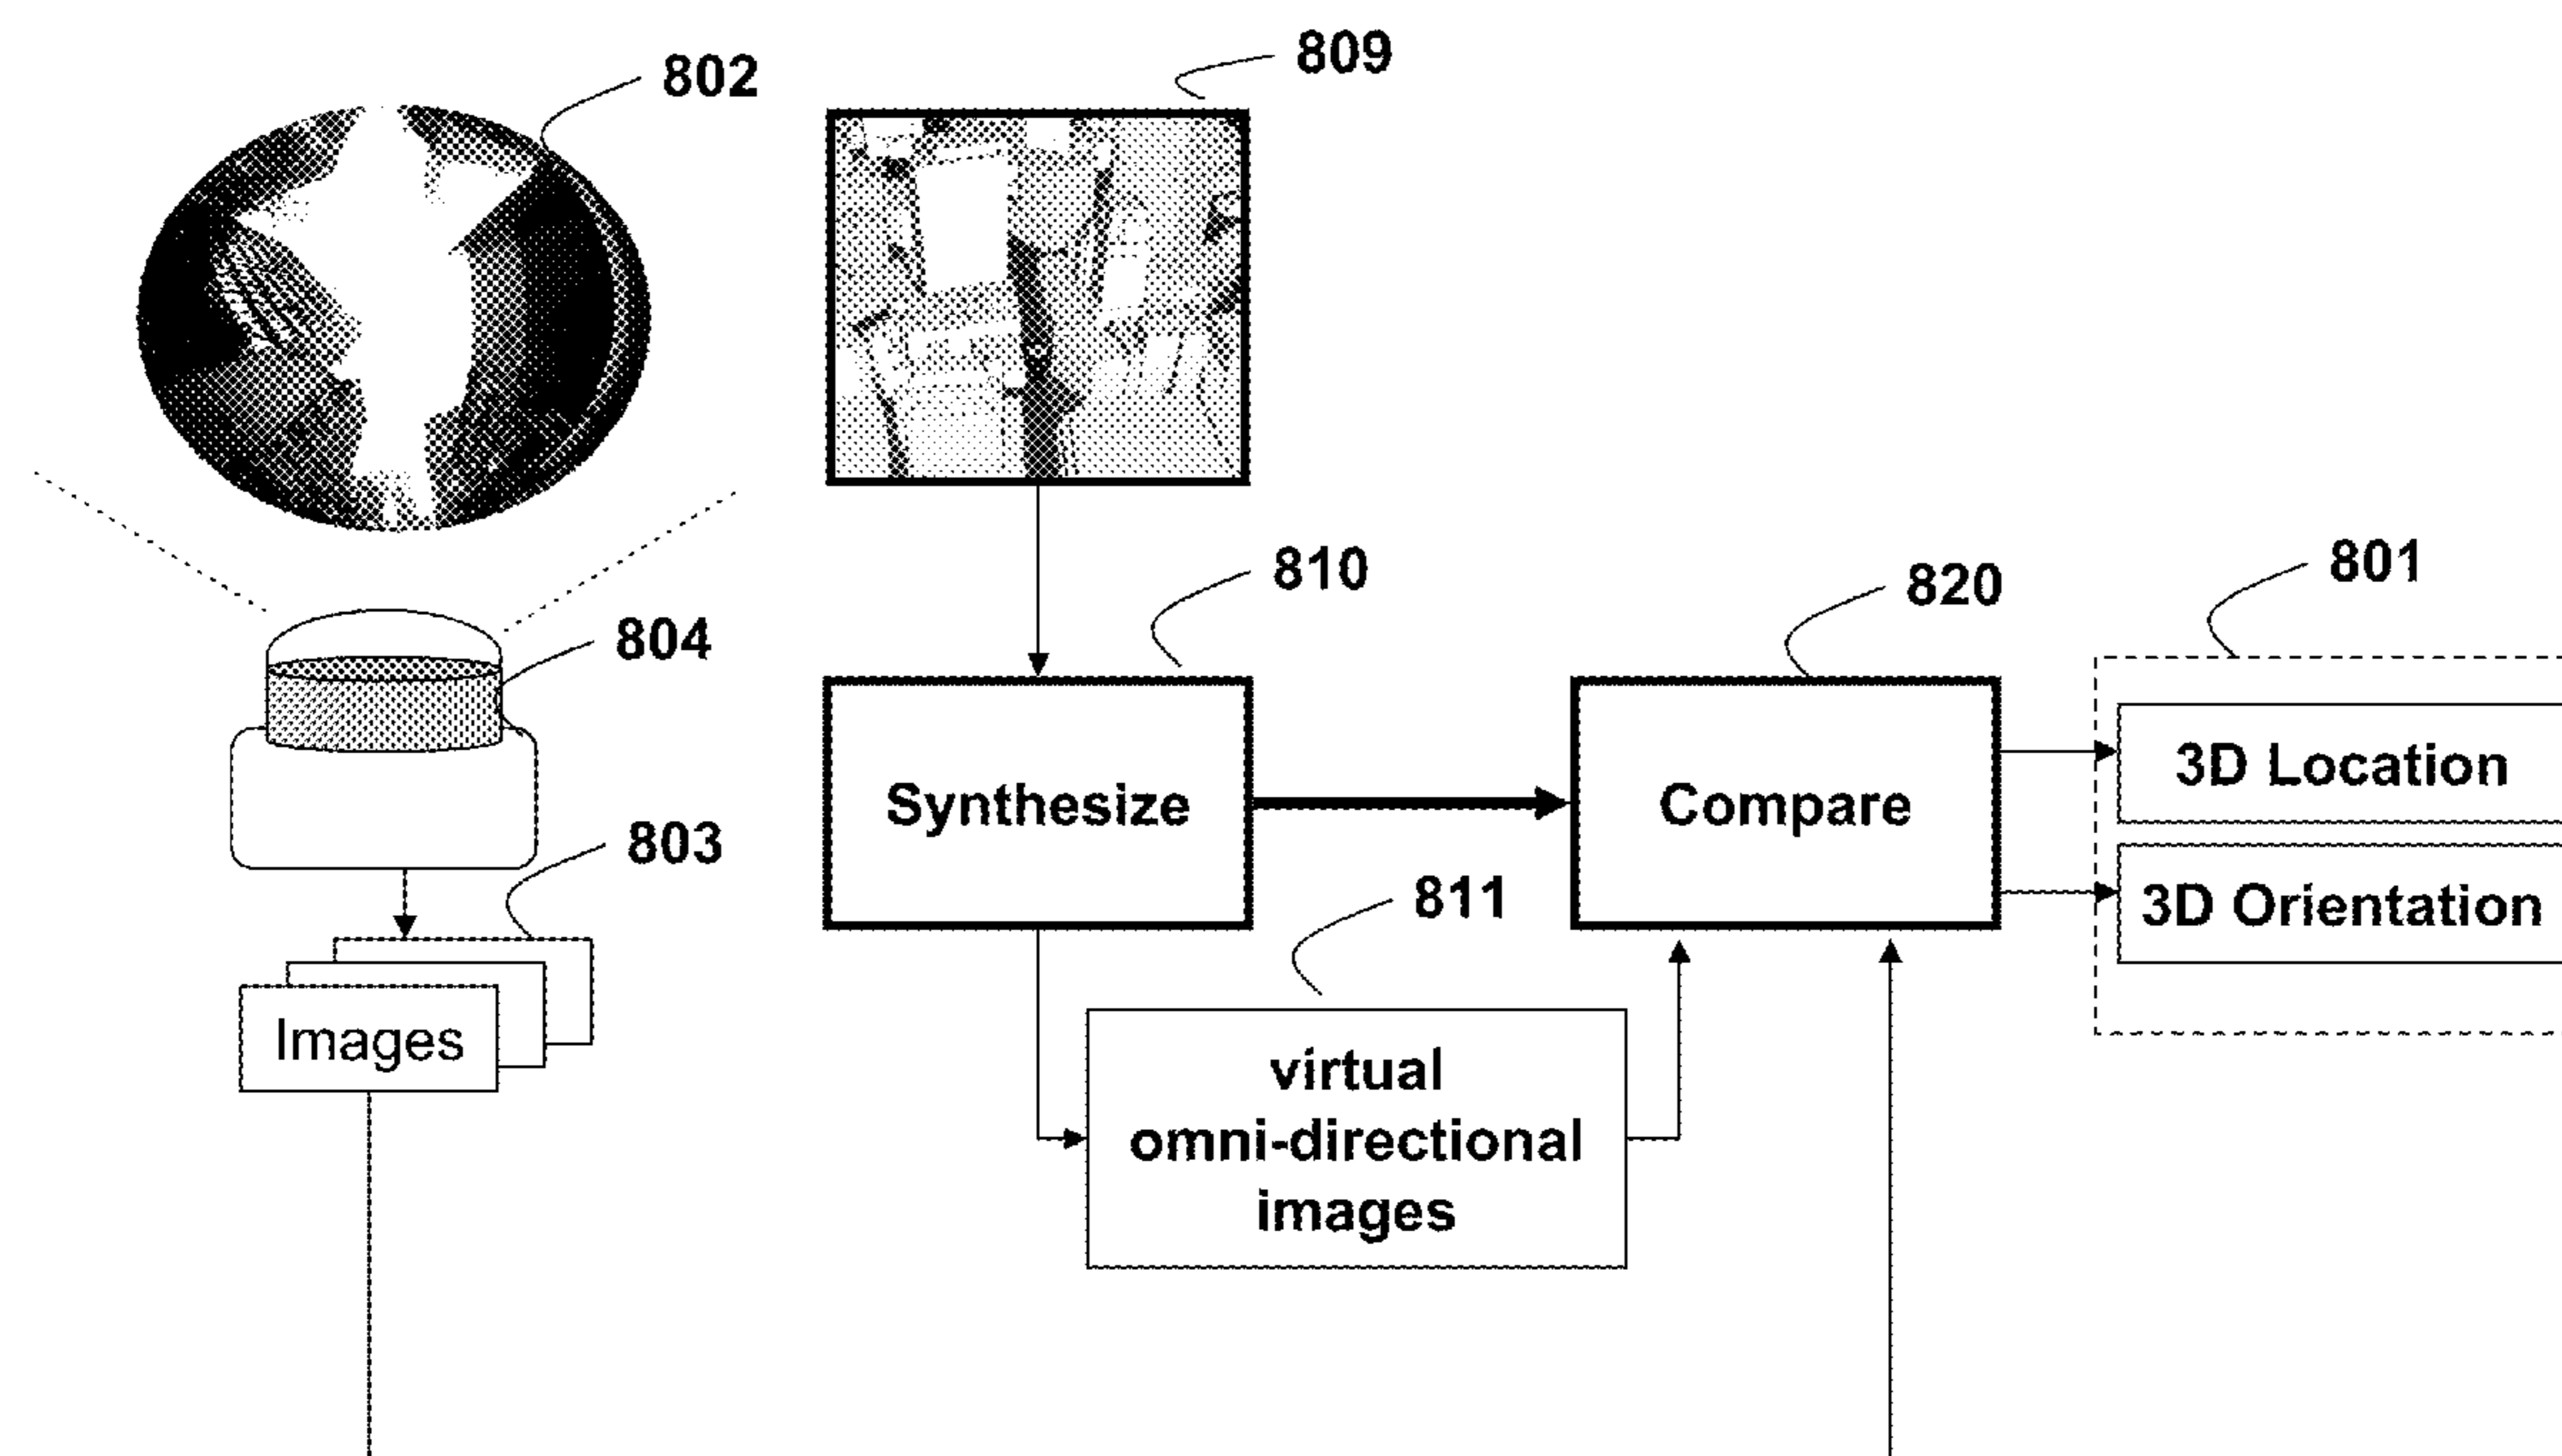 802
809
810
820
801
804
Synthesize
Compare
3D Location
3D Orientation
803
811
Images
virtual
omni-directional
images